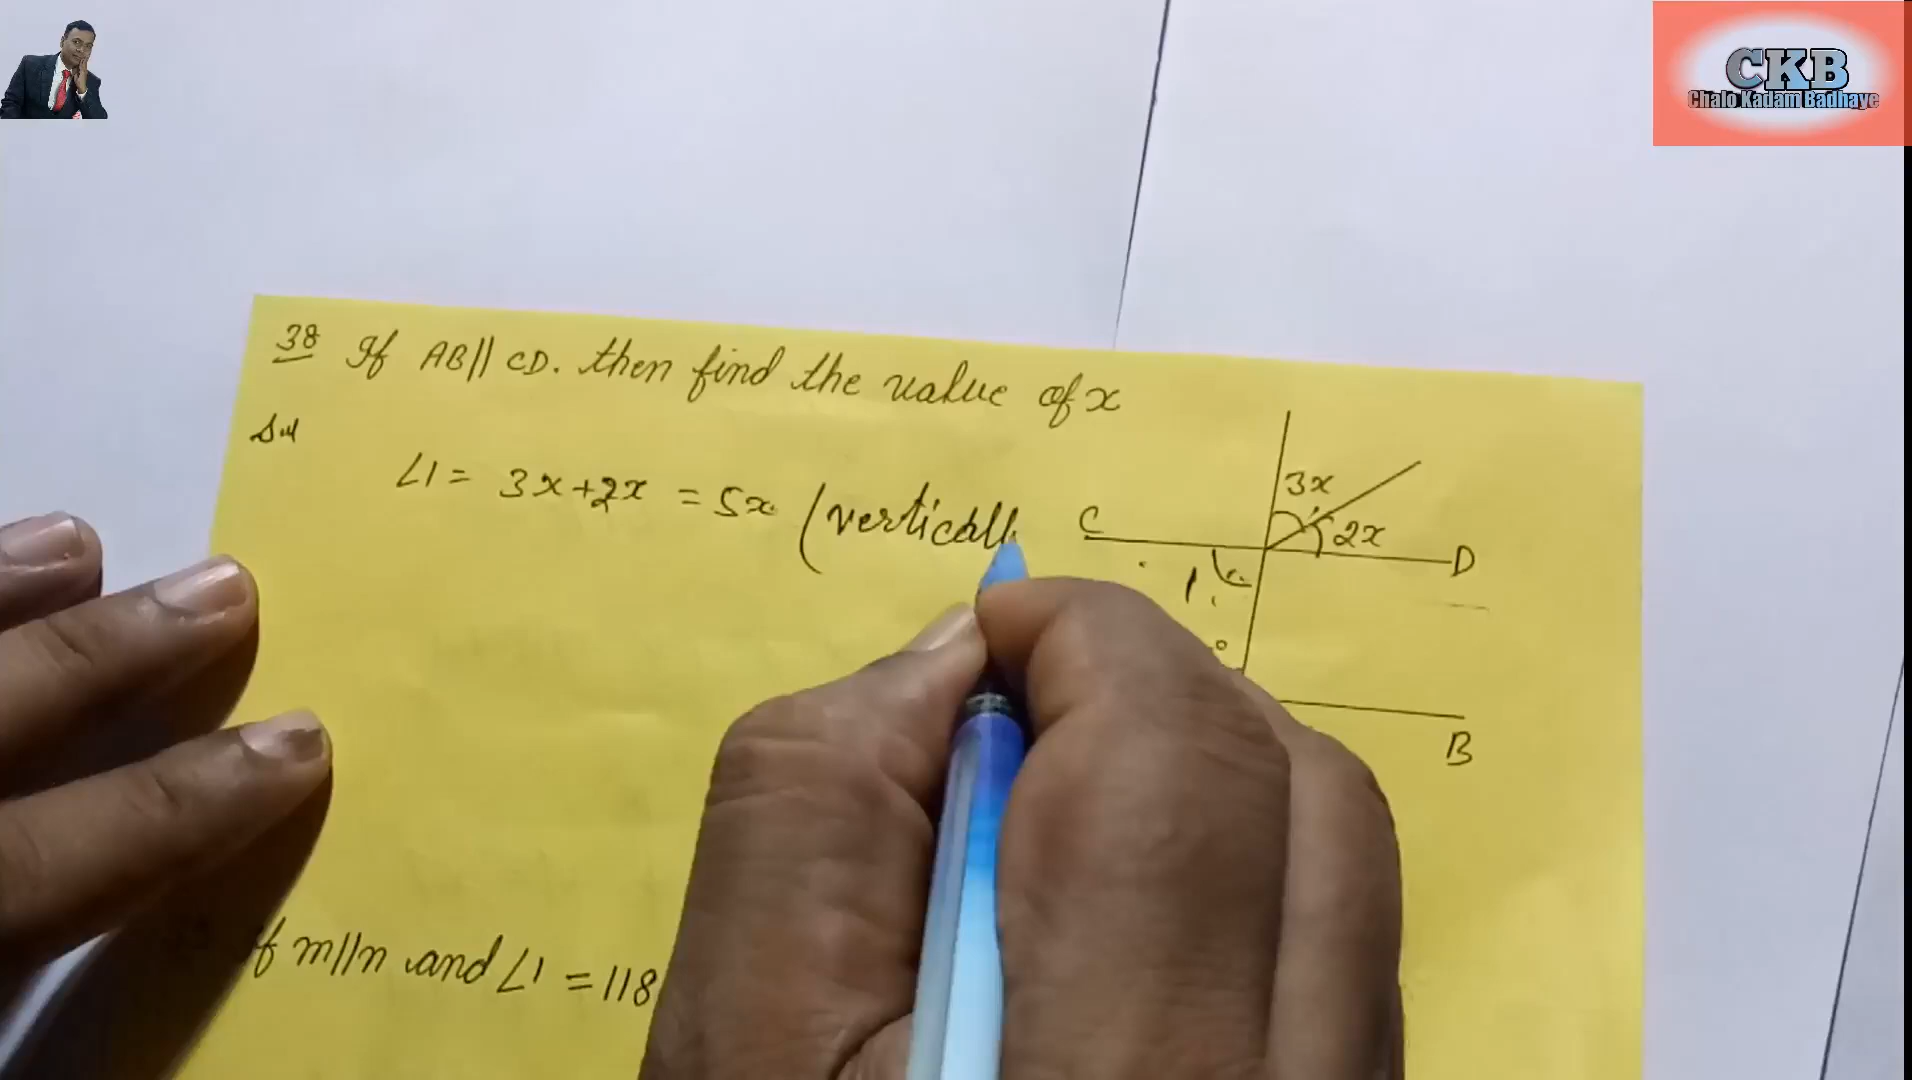 CKB
Chalo Kadam Badhaye
38 If AB || CD. then find the value of x
Sol
∠1 = 3x+2x = 5x (verticall
3x
C
2x
D
1
B
If m||n and ∠1 = 118